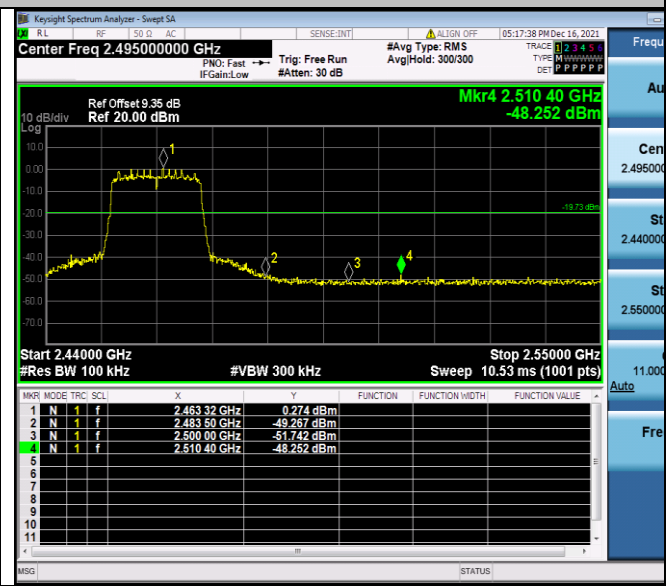 Keysight Spectrum Analyzer - Swept SA
RL RF 50 Ω AC SENSE:INT ALIGN OFF 05:17:38 PM Dec 16, 2021
Center Freq 2.495000000 GHz
PNO: Fast
IFGain:Low
Trig: Free Run
#Atten: 30 dB
#Avg Type: RMS
Avg|Hold: 300/300
TRACE 1 2 3 4 5 6
TYPE M W W W W W
DET P P P P P P
Ref Offset 9.35 dB
10 dB/div Ref 20.00 dBm
Log
Mkr4 2.510 40 GHz
-48.252 dBm
10.0
0.00
-10.0
-20.0
-30.0
-40.0
-50.0
-60.0
-70.0
1
2
3
4
-19.73 dBm
Start 2.44000 GHz Stop 2.55000 GHz
#Res BW 100 kHz #VBW 300 kHz Sweep 10.53 ms (1001 pts)
MKR MODE TRC SCL X Y FUNCTION FUNCTION WIDTH FUNCTION VALUE
1 N 1 f 2.463 32 GHz 0.274 dBm
2 N 1 f 2.483 50 GHz -49.267 dBm
3 N 1 f 2.500 00 GHz -51.742 dBm
4 N 1 f 2.510 40 GHz -48.252 dBm
5
6
7
8
9
10
11
MSG STATUS
Frequ
Au
Cen
2.495000
St
2.440000
St
2.550000
11.000
Auto
Fre